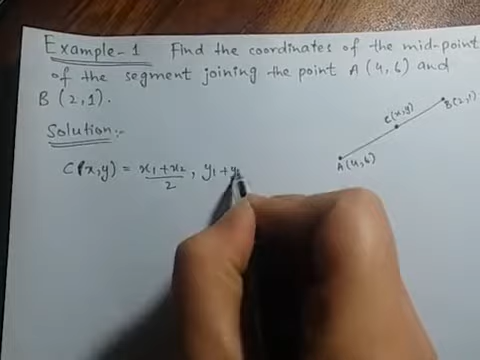 Example-1 Find the coordinates of the mid-point
of the segment joining the point A (4,6) and
B (2,1).
Solution:-
C(x,y) = x₁+x₂/2 , y₁+y₂
C(x,y)
B(2,1)
A(4,6)